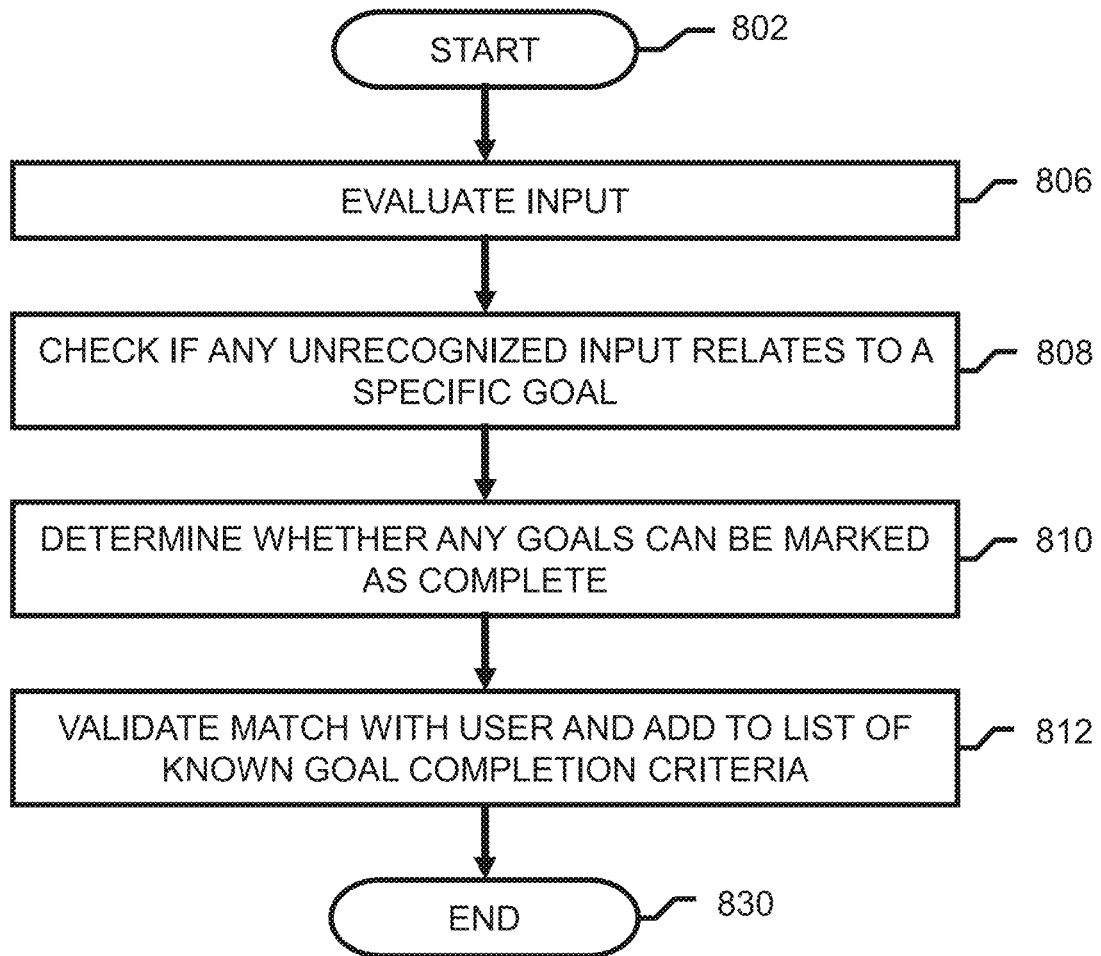 START
802
EVALUATE INPUT
806
CHECK IF ANY UNRECOGNIZED INPUT RELATES TO A
SPECIFIC GOAL
808
DETERMINE WHETHER ANY GOALS CAN BE MARKED
AS COMPLETE
810
VALIDATE MATCH WITH USER AND ADD TO LIST OF
KNOWN GOAL COMPLETION CRITERIA
812
END
830